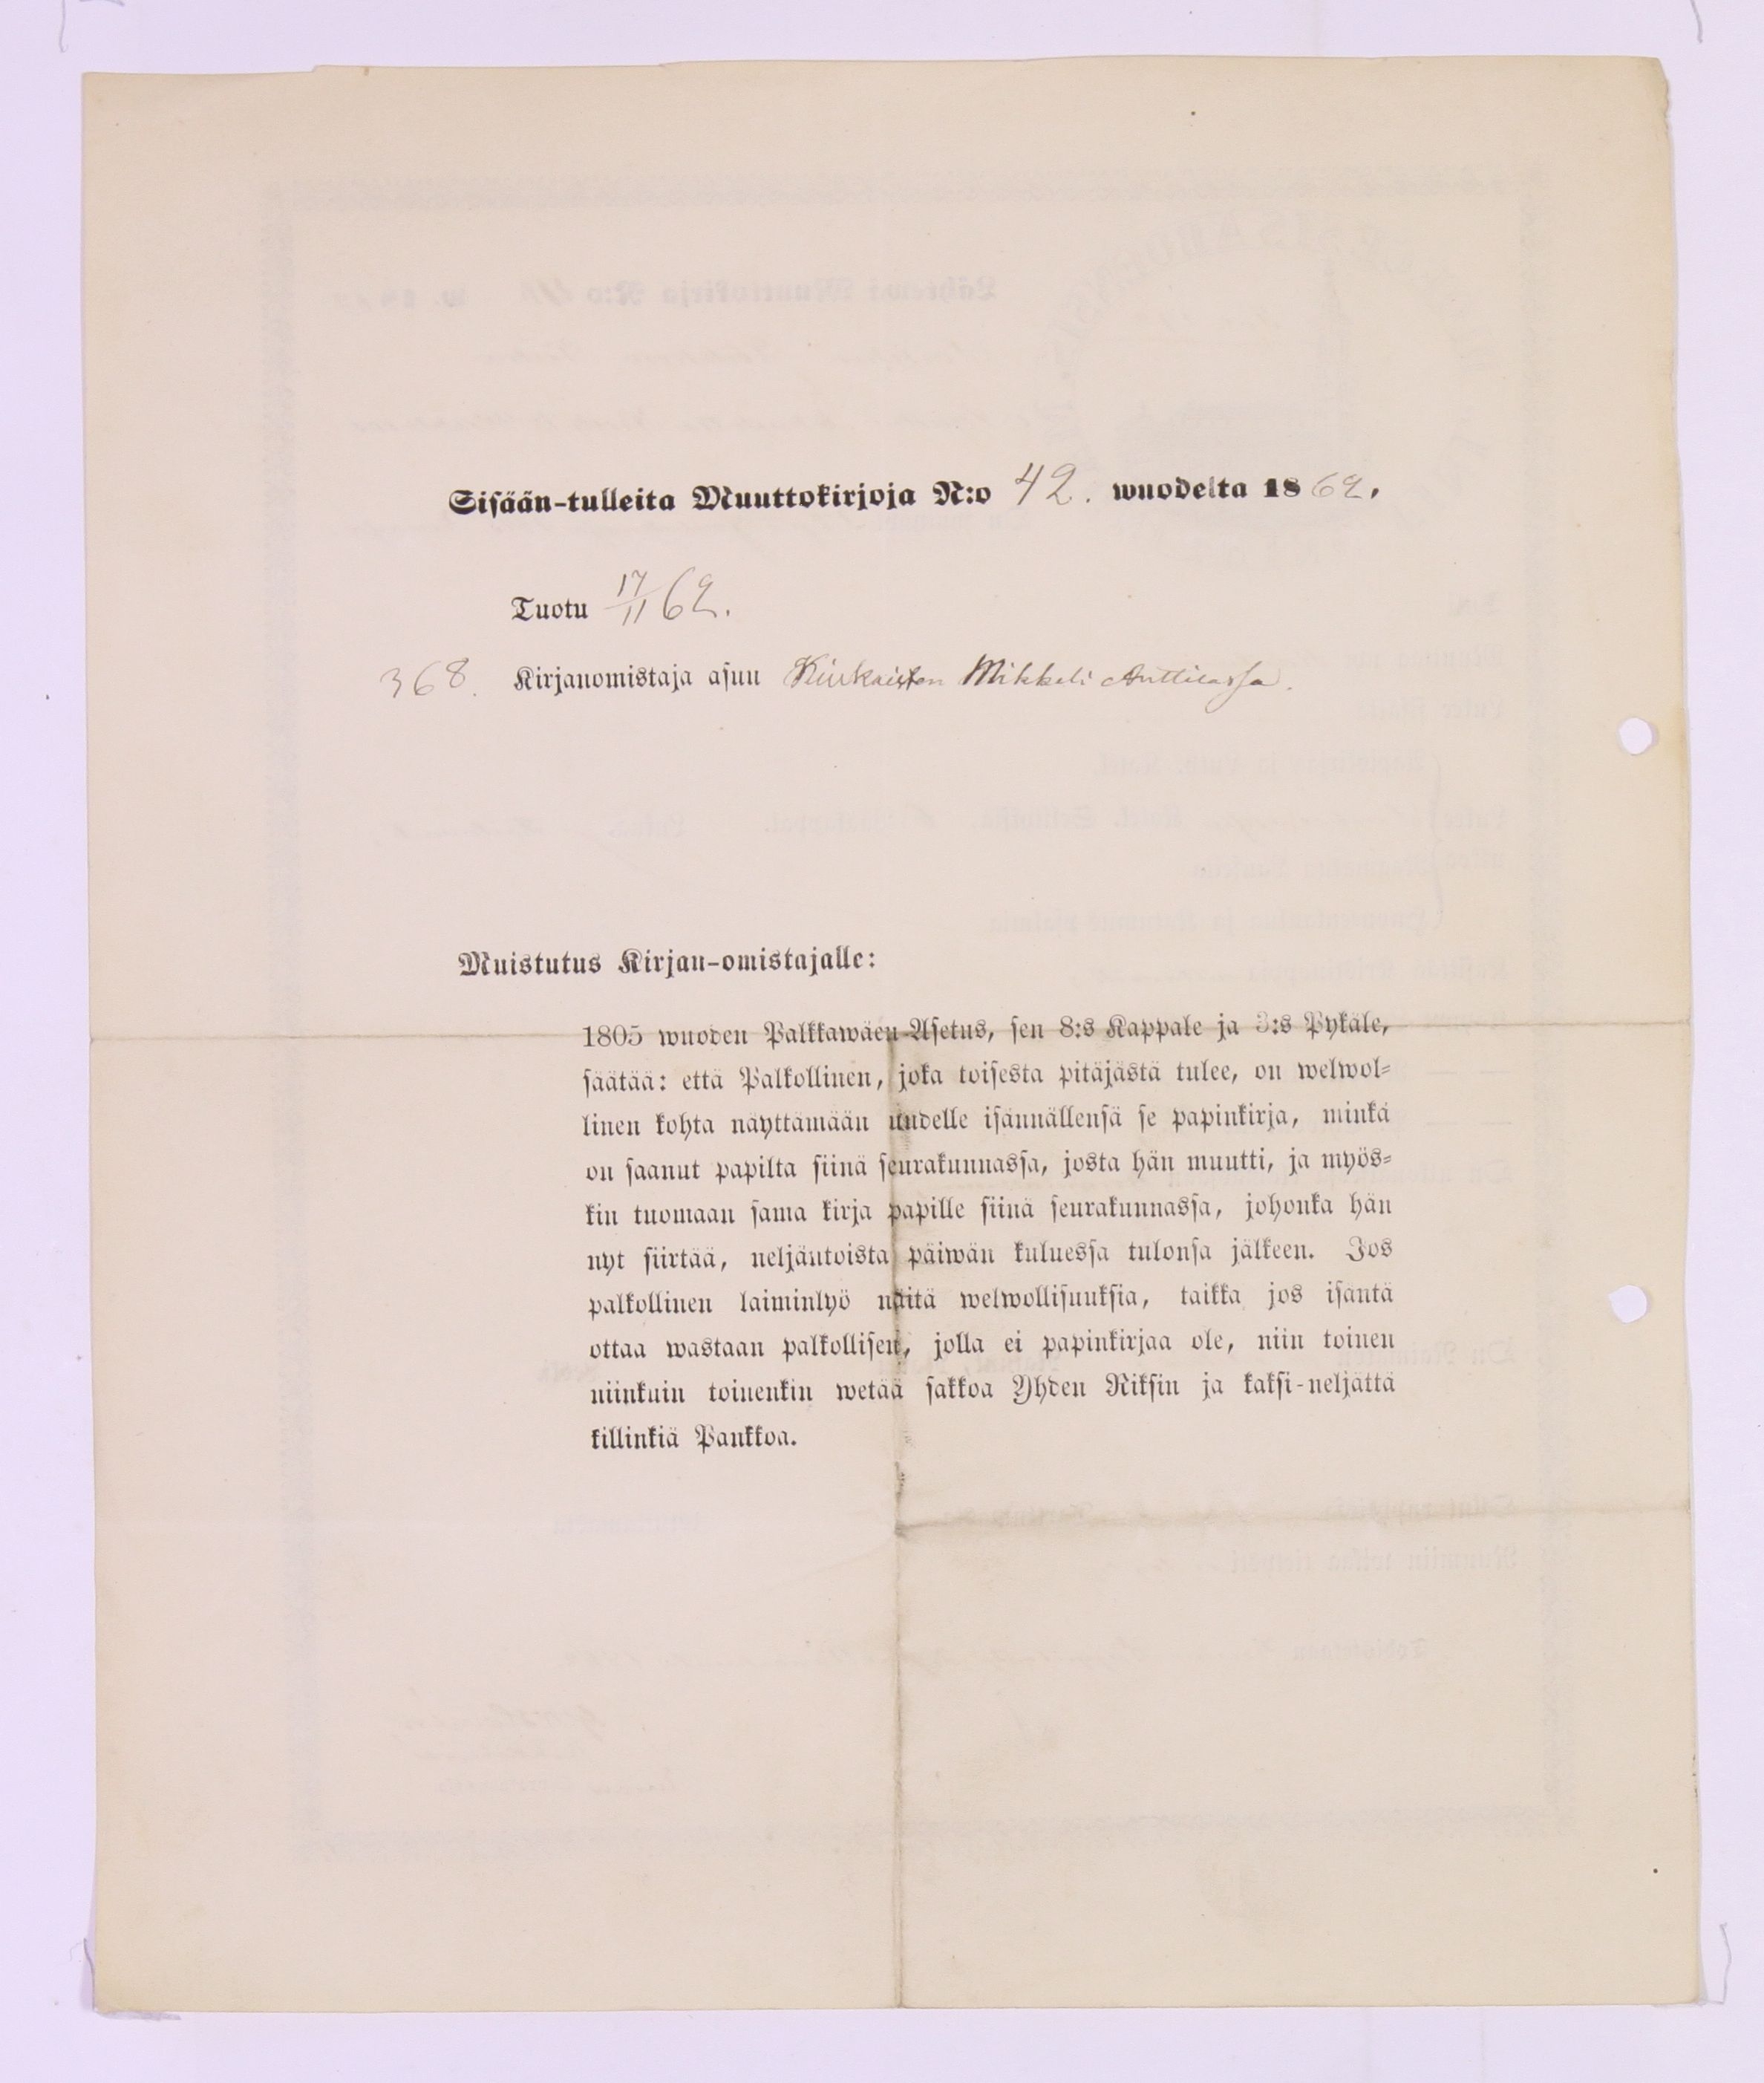 Sisään-tulleita Muuttokirjoja N:o 42. wuodelta 1862.
Tuotu 17/11 62.
368. Kirjanomistaja asuu Kiukaisten Mikkeli Anttilassa.
Muistutus Kirjan-omistajalle:
1805 wuoden Palkkawäen-Asetus, sen 8:s Kappale ja 3:s Pykäle,
säätää: että Palkollinen, joka toisesta pitäjästä tulee, on welwol-
linen kohta näyttämään uudelle isännällensä se papinkirja, minkä
on saanut papilta siinä seurakunnassa, josta hän muutti, ja myös-
kin tuomaan sama kirja papille siinä seurakunnassa, johonka hän
nyt siirtää, neljäntoista päiwän kuluessa tulonsa jälkeen. Jos
palkollinen laiminlyö näitä welwollisuuksia, taikka jos isäntä
ottaa wastaan palkollisen, jolla ei papinkirjaa ole, niin toinen
niinkuin toinenkin wetää sakkoa Yhden Riksin ja kaksi-neljättä
killinkiä Pankkoa.